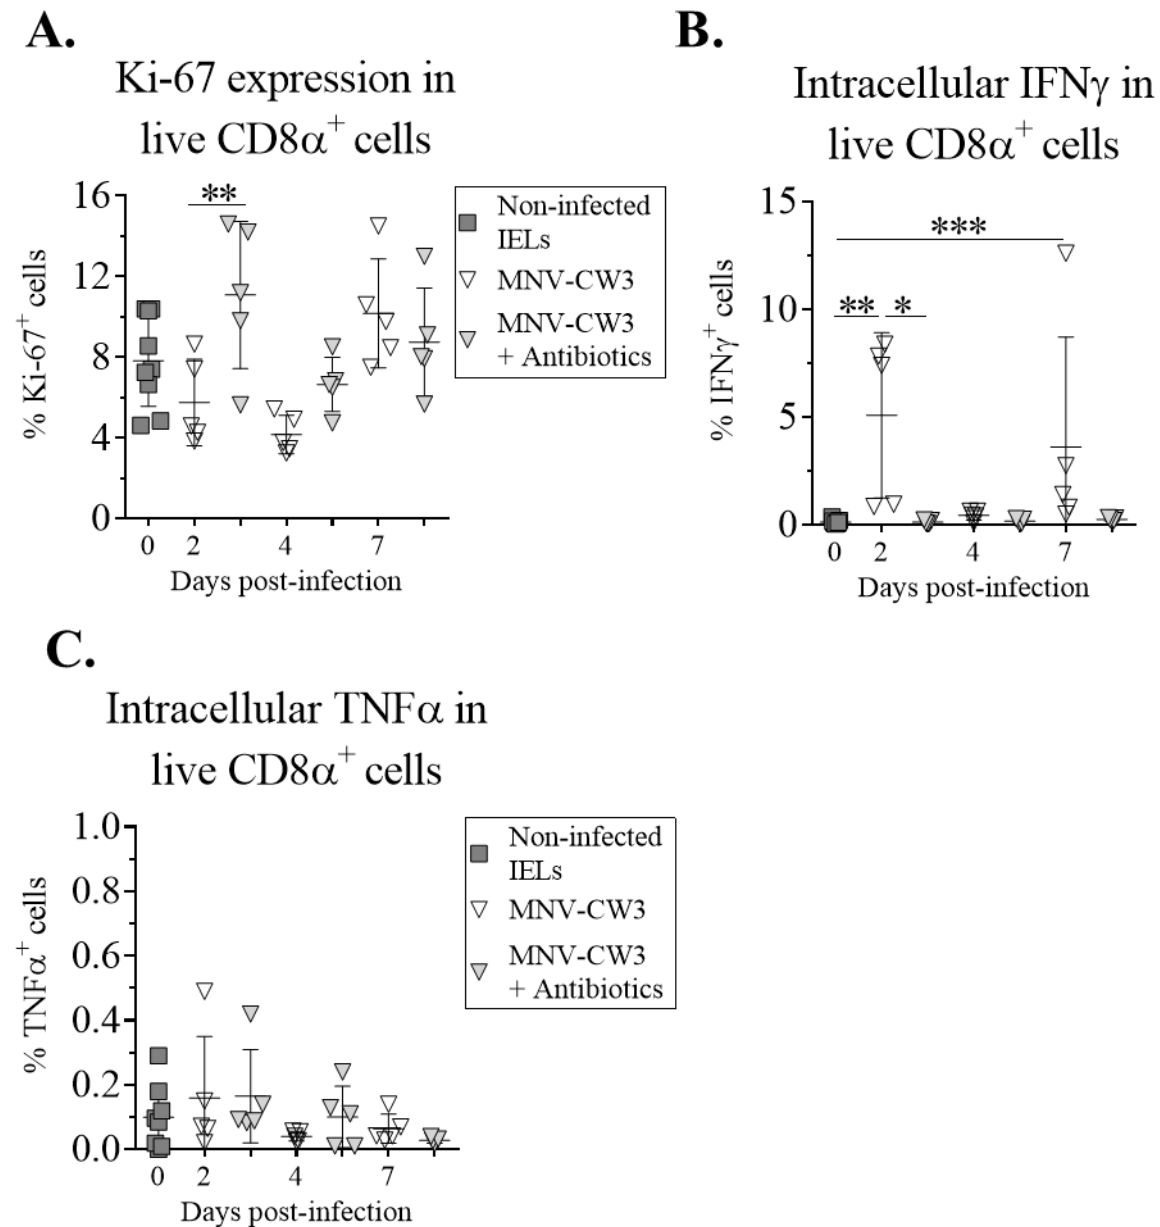 A.
Ki-67 expression in
live CD8α⁺ cells
% Ki-67⁺ cells
16
12
8
4
0
**
0 2 4 7
Days post-infection
Non-infected
IELs
MNV-CW3
MNV-CW3
+ Antibiotics
B.
Intracellular IFNγ in
live CD8α⁺ cells
% IFNγ⁺ cells
15
10
5
0
***
** *
0 2 4 7
Days post-infection
C.
Intracellular TNFα in
live CD8α⁺ cells
% TNFα⁺ cells
1.0
0.8
0.6
0.4
0.2
0.0
0 2 4 7
Days post-infection
Non-infected
IELs
MNV-CW3
MNV-CW3
+ Antibiotics